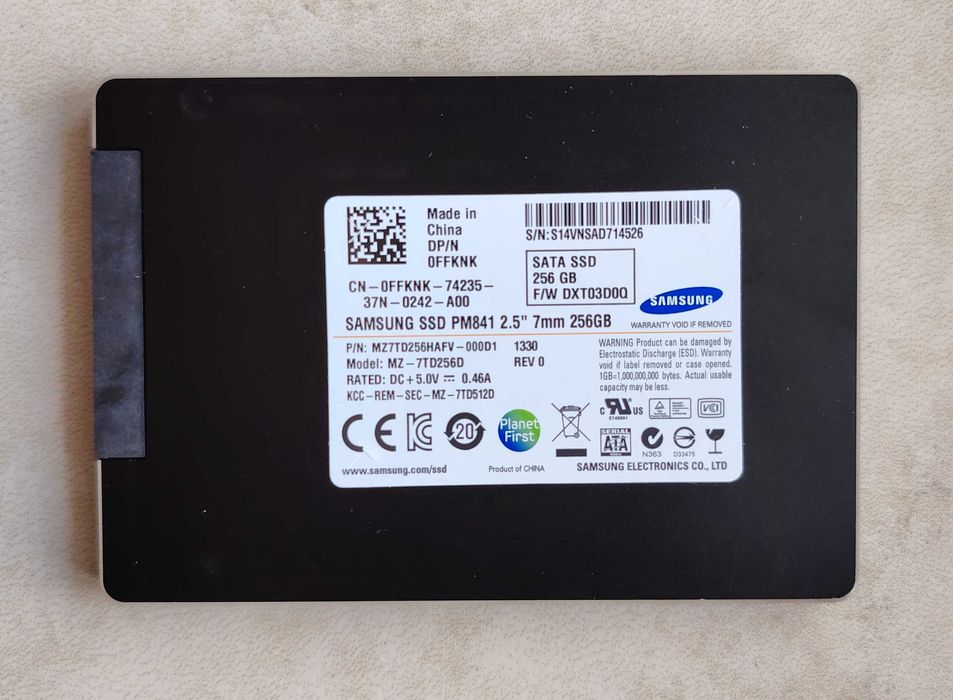 Made in
China
DP/N
0FFKNK
CN-0FFKNK-74235-
37N-0242-A00
S/N:S14VNSAD714526
SATA SSD
256 GB
F/W DXT03D0Q
SAMSUNG
WARRANTY VOID IF REMOVED
SAMSUNG SSD PM841 2.5" 7mm 256GB
P/N: MZ7TD256HAFV-000D1 1330
Model: MZ-7TD256D REV 0
RATED: DC+5.0V ⎓ 0.46A
KCC-REM-SEC-MZ-7TD512D
WARNING Product can be damaged by
Electrostatic Discharge (ESD). Warranty
void if label removed or case opened.
1GB=1,000,000,000 bytes. Actual usable
capacity may be less.
CE
20
Planet
First
c RU US
E148091
VCI
SERIAL
ATA
N363
D33475
www.samsung.com/ssd
Product of CHINA
SAMSUNG ELECTRONICS CO., LTD